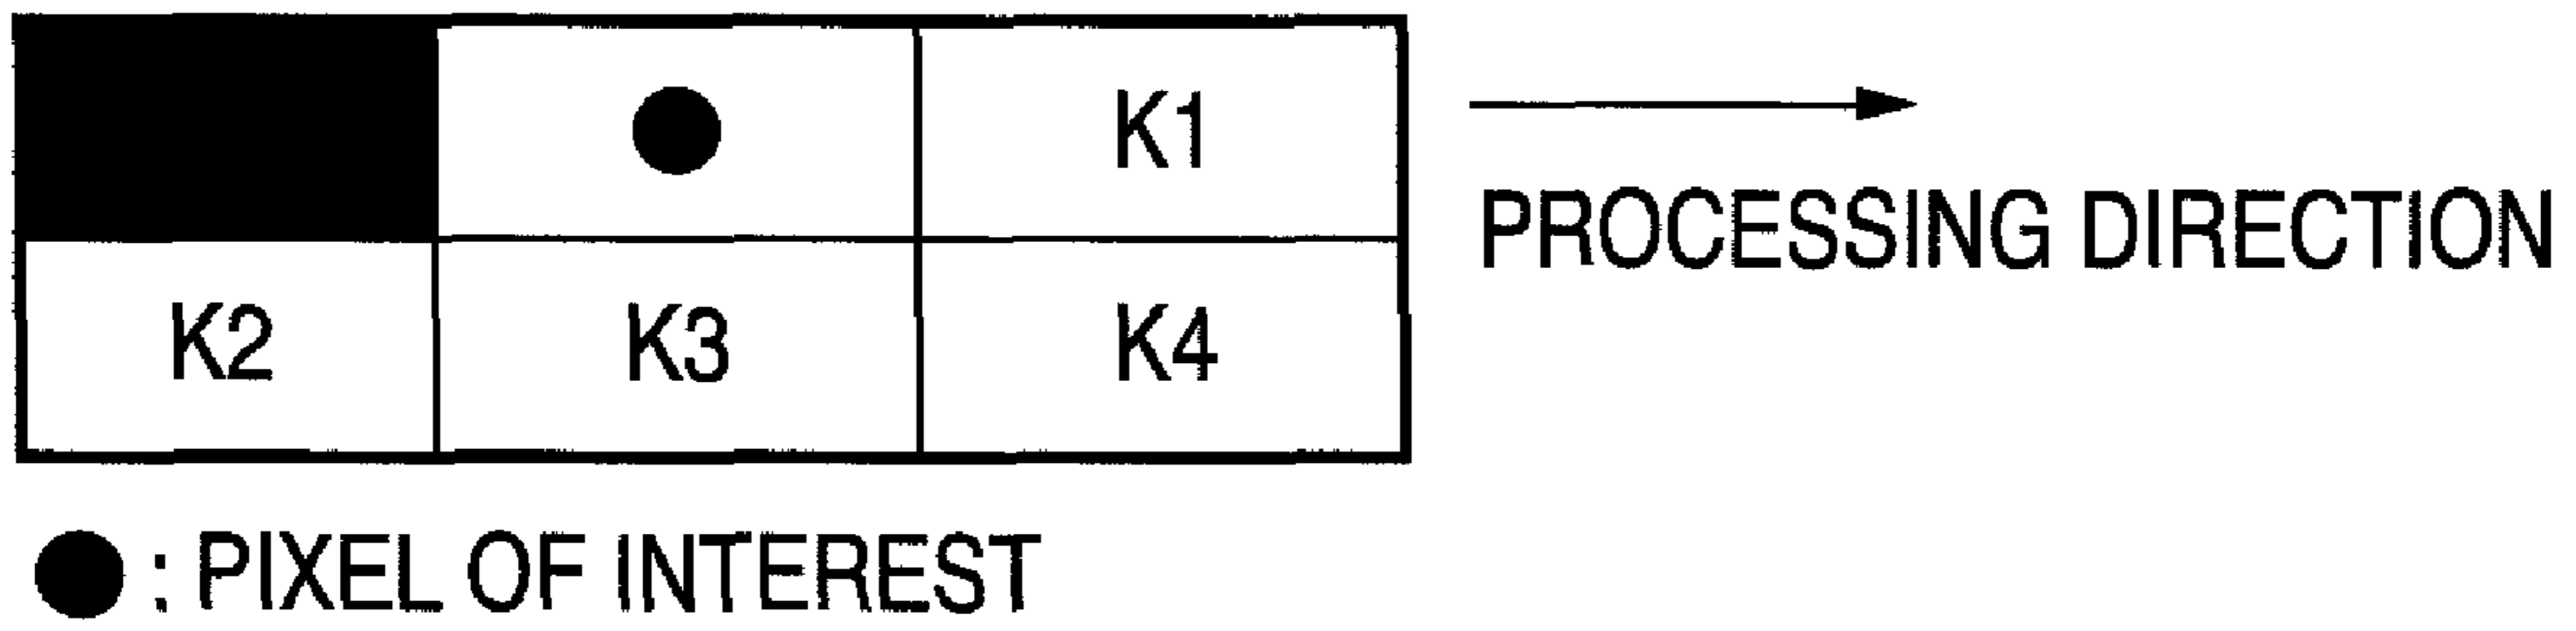 K1
PROCESSING DIRECTION
K2 K3 K4
● : PIXEL OF INTEREST